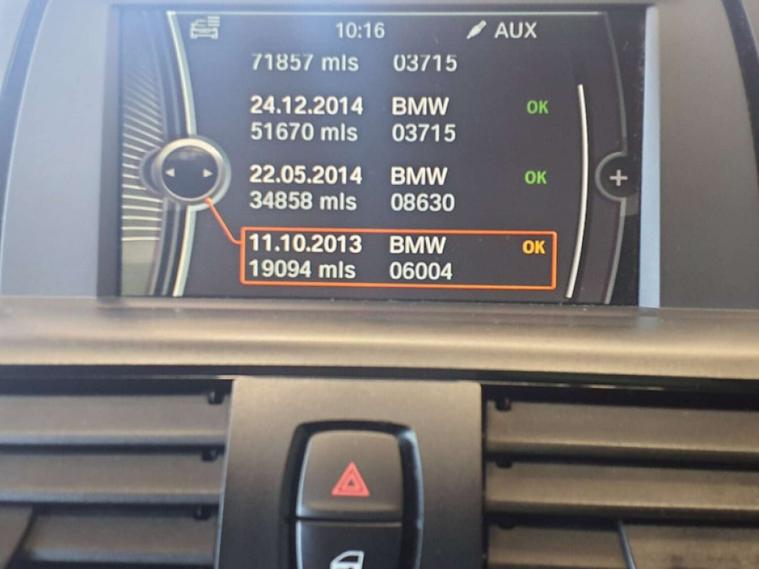 10:16 AUX
71857 mls 03715
24.12.2014 BMW OK
51670 mls 03715
22.05.2014 BMW OK
34858 mls 08630
11.10.2013 BMW OK
19094 mls 06004